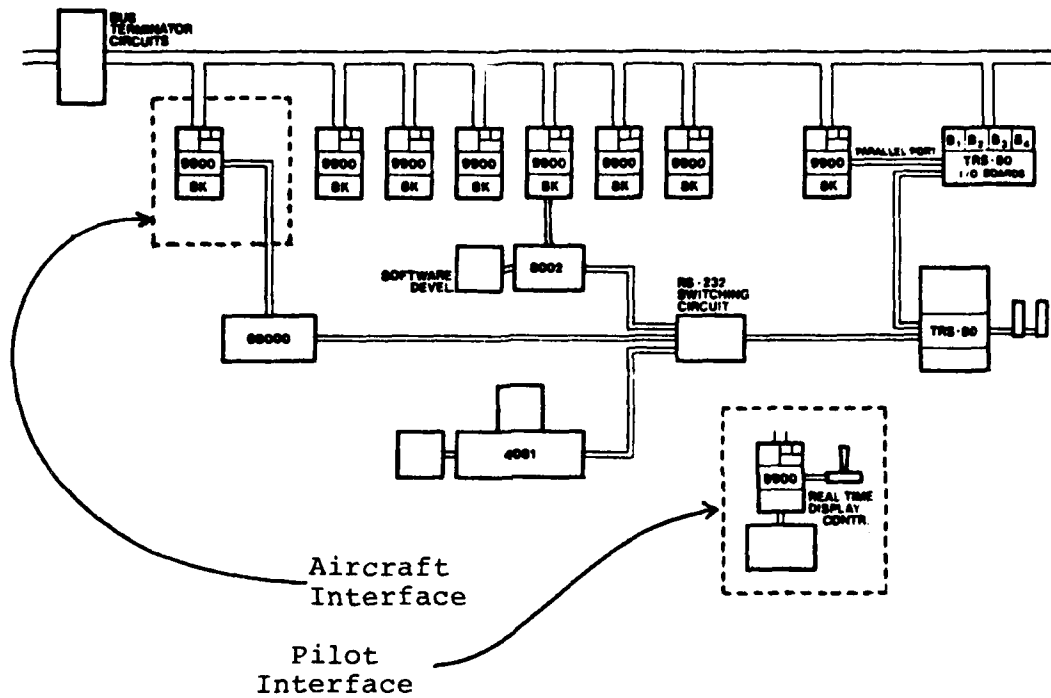 BUS
TERMINATOR
CIRCUITS
9900
8K
9900
8K
9900
8K
9900
8K
9900
8K
9900
8K
9900
8K
9900
8K
PARALLEL PORT
B1 B2 B3 B4
TRS-80
I/O BOARDS
SOFTWARE
DEVEL.
8002
RS-232
SWITCHING
CIRCUIT
68000
TRS-80
4081
9900
REAL TIME
DISPLAY
CONTR.
Aircraft
Interface
Pilot
Interface